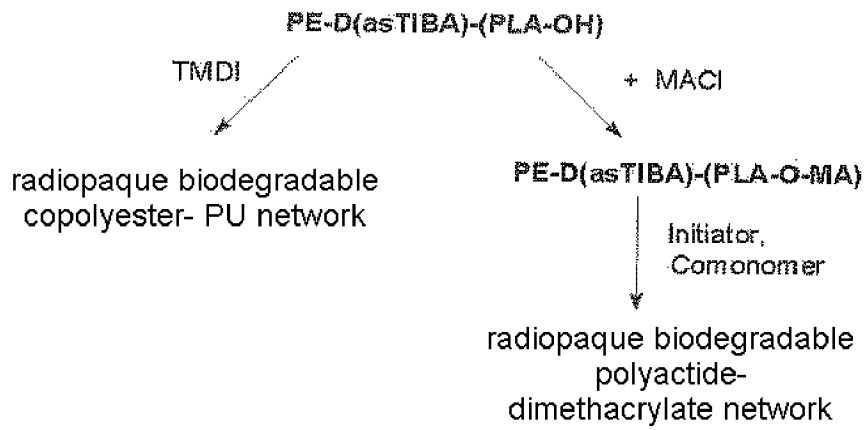 PE-D(asTIBA)-(PLA-OH)
TMDI
+ MACl
radiopaque biodegradable
copolyester- PU network
PE-D(asTIBA)-(PLA-O-MA)
Initiator,
Comonomer
radiopaque biodegradable
polyactide-
dimethacrylate network